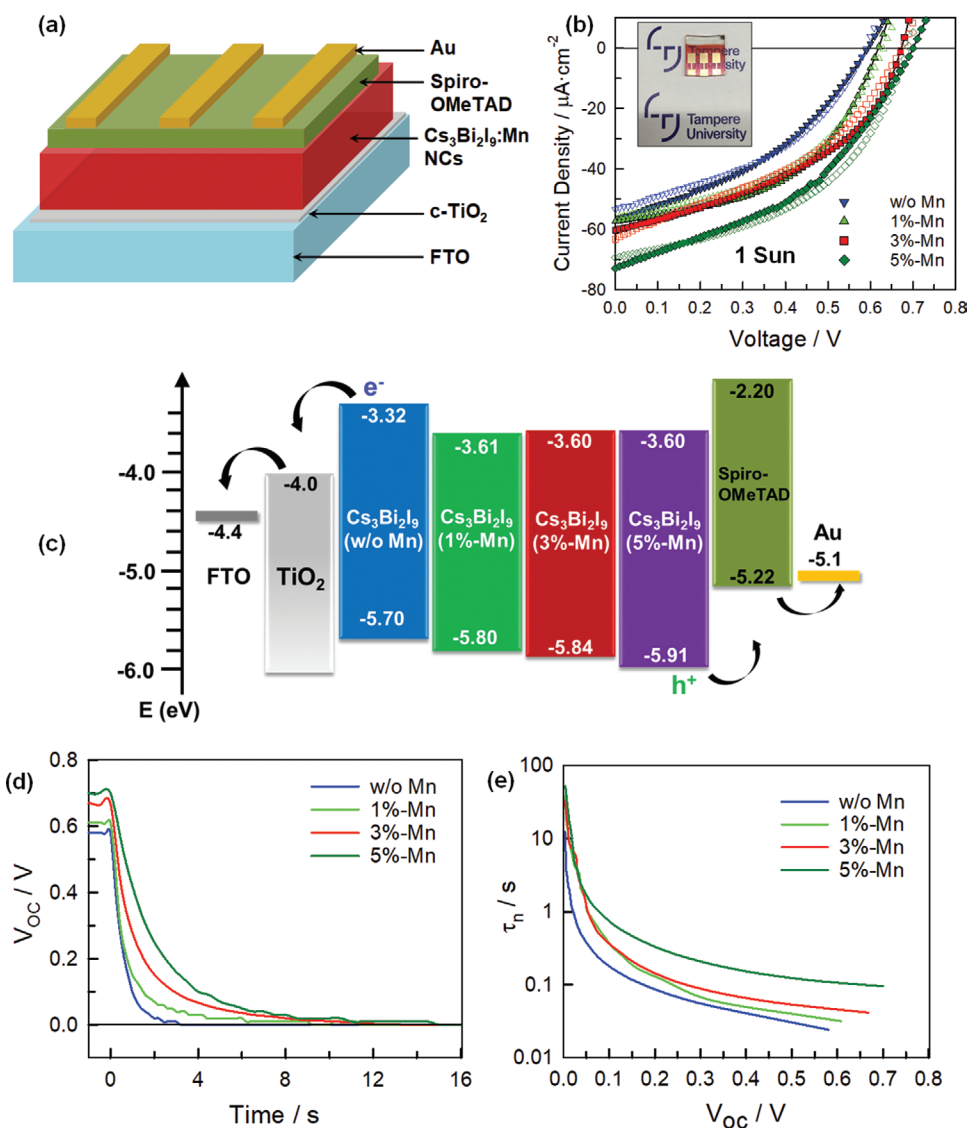 (a)
Au
Spiro-
OMeTAD
Cs₃Bi₂I₉:Mn
NCs
c-TiO₂
FTO
(b)
Current Density / μA·cm⁻²
0
-20
-40
-60
-80
Tampere
University
w/o Mn
1%-Mn
3%-Mn
5%-Mn
1 Sun
0.0 0.1 0.2 0.3 0.4 0.5 0.6 0.7 0.8
Voltage / V
(c)
-4.0
-5.0
-6.0
E (eV)
-4.4
FTO
-4.0
TiO₂
e⁻
-3.32
Cs₃Bi₂I₉
(w/o Mn)
-5.70
-3.61
Cs₃Bi₂I₉
(1%-Mn)
-5.80
-3.60
Cs₃Bi₂I₉
(3%-Mn)
-5.84
-3.60
Cs₃Bi₂I₉
(5%-Mn)
-5.91
h⁺
-2.20
Spiro-
OMeTAD
-5.22
Au
-5.1
(d)
V_OC / V
0.8
0.6
0.4
0.2
0.0
w/o Mn
1%-Mn
3%-Mn
5%-Mn
0 4 8 12 16
Time / s
(e)
τₙ / s
100
10
1
0.1
0.01
w/o Mn
1%-Mn
3%-Mn
5%-Mn
0.0 0.1 0.2 0.3 0.4 0.5 0.6 0.7 0.8
V_OC / V